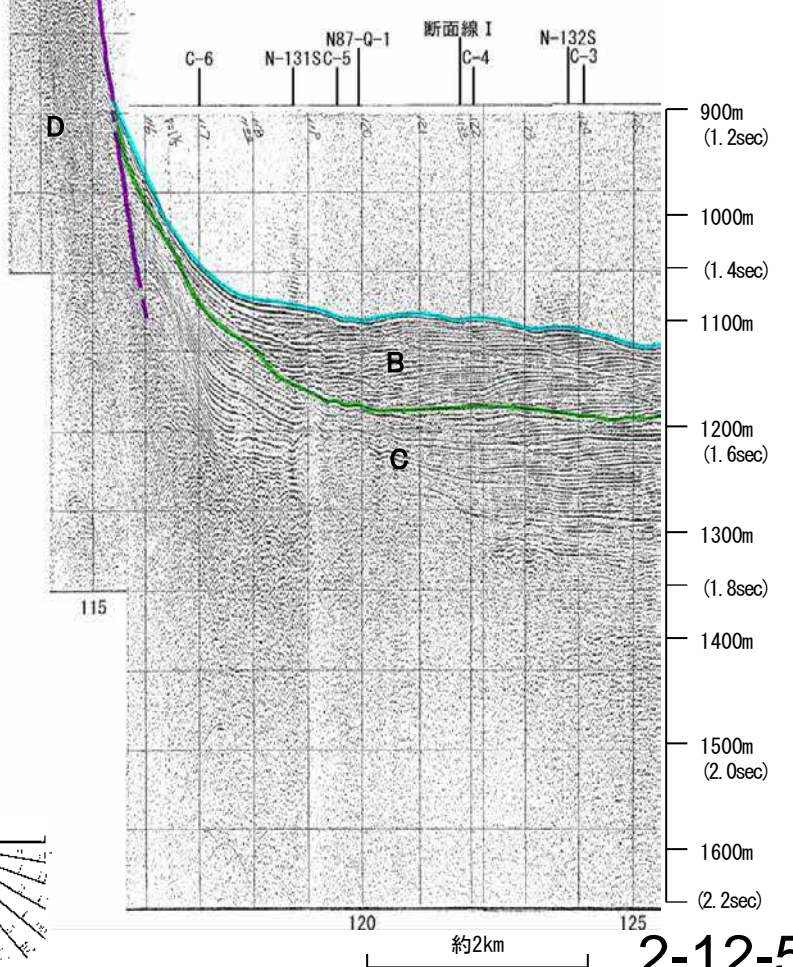 断面線 I
N87-Q-1
N-132S
C-6
N-131S
C-5
C-4
C-3
900m
(1.2sec)
D
1000m
(1.4sec)
1100m
B
1200m
(1.6sec)
C
1300m
(1.8sec)
115
1400m
1500m
(2.0sec)
1600m
(2.2sec)
120
125
約2km
2-12-5